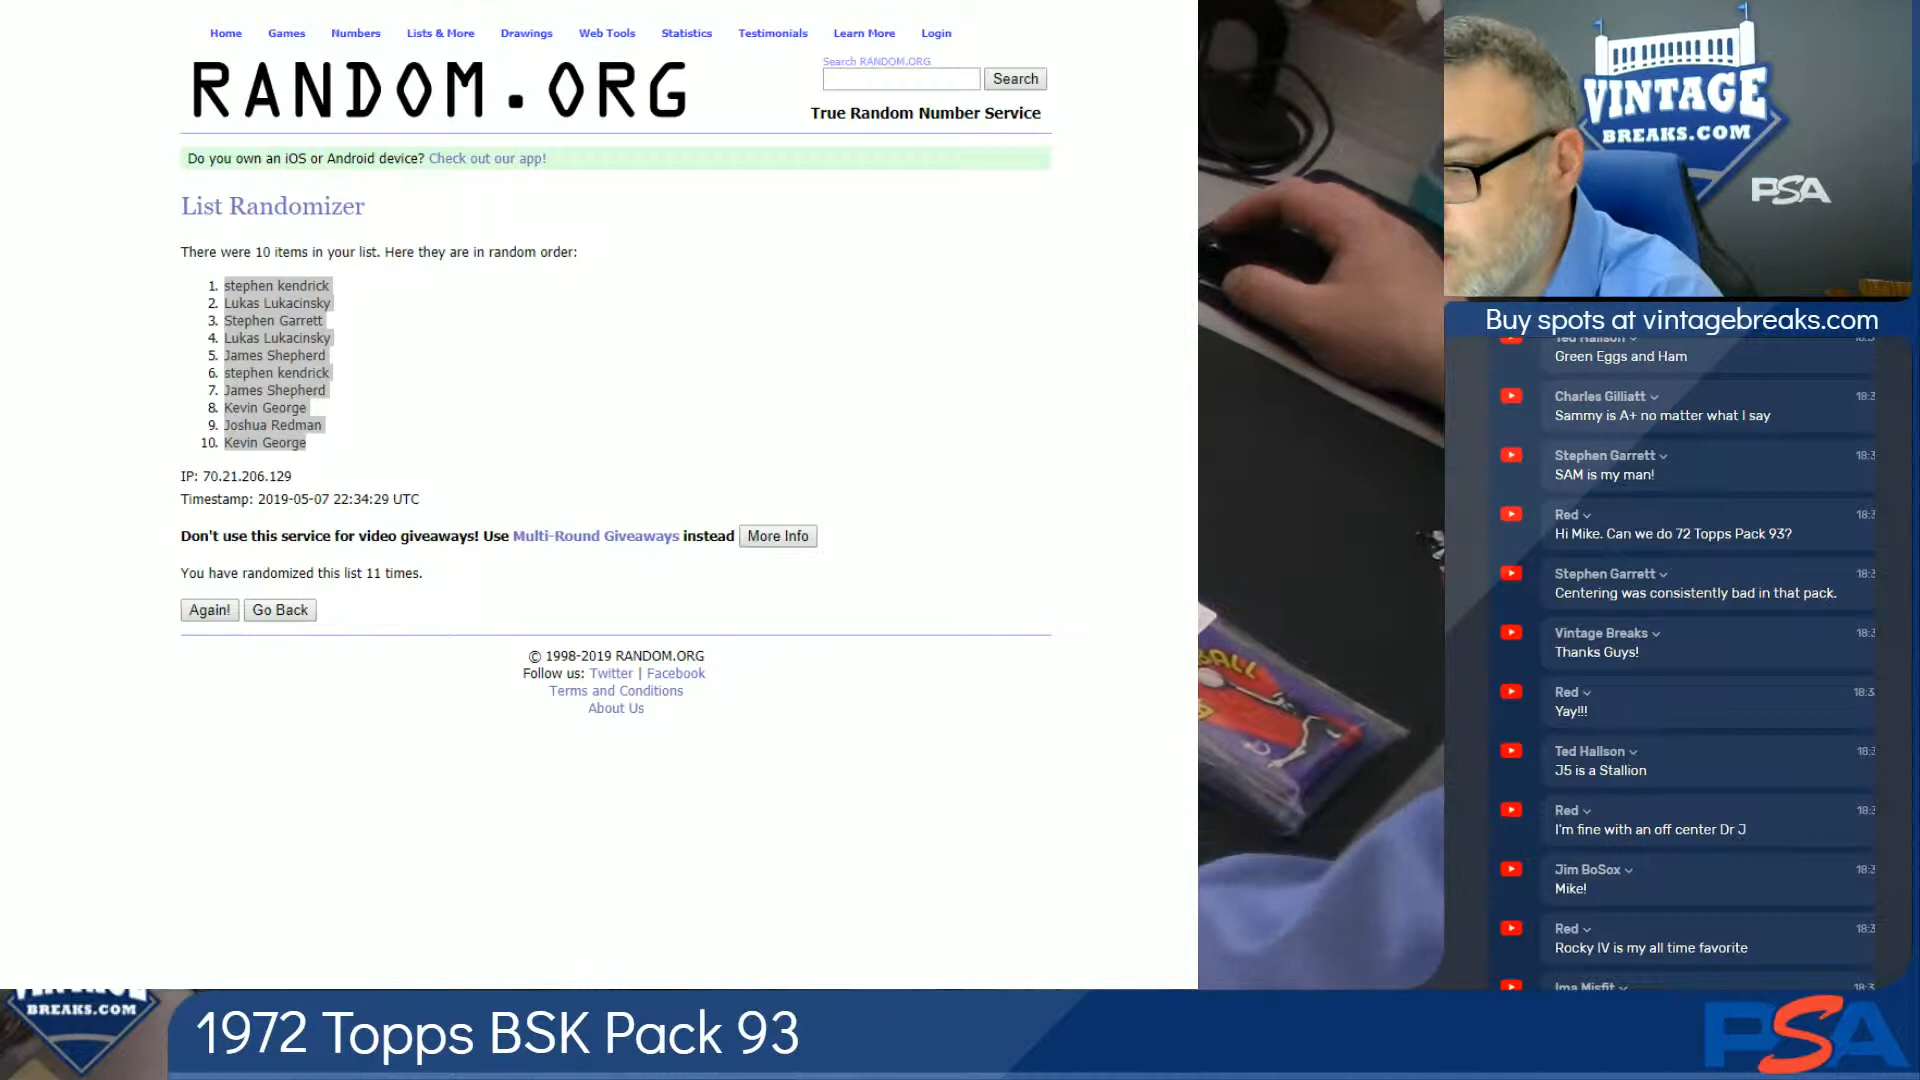 Home Games Numbers Lists & More Drawings Web Tools Statistics Testimonials Learn More Login
RANDOM.ORG
Search RANDOM.ORG
Search
True Random Number Service
Do you own an iOS or Android device? Check out our app!
List Randomizer
There were 10 items in your list. Here they are in random order:
1. stephen kendrick
2. Lukas Lukacinsky
3. Stephen Garrett
4. Lukas Lukacinsky
5. James Shepherd
6. stephen kendrick
7. James Shepherd
8. Kevin George
9. Joshua Redman
10. Kevin George
IP: 70.21.206.129
Timestamp: 2019-05-07 22:34:29 UTC
Don't use this service for video giveaways! Use Multi-Round Giveaways instead More Info
You have randomized this list 11 times.
Again! Go Back
© 1998-2019 RANDOM.ORG
Follow us: Twitter | Facebook
Terms and Conditions
About Us
VINTAGE
BREAKS.COM
PSA
Buy spots at vintagebreaks.com
Ted Hallson
Green Eggs and Ham
Charles Gilliatt
Sammy is A+ no matter what I say
Stephen Garrett
SAM is my man!
Red
Hi Mike. Can we do 72 Topps Pack 93?
Stephen Garrett
Centering was consistently bad in that pack.
Vintage Breaks
Thanks Guys!
Red
Yay!!!
Ted Hallson
J5 is a Stallion
Red
I'm fine with an off center Dr J
Jim BoSox
Mike!
Red
Rocky IV is my all time favorite
Ima Misfit
BREAKS.COM
1972 Topps BSK Pack 93
PSA